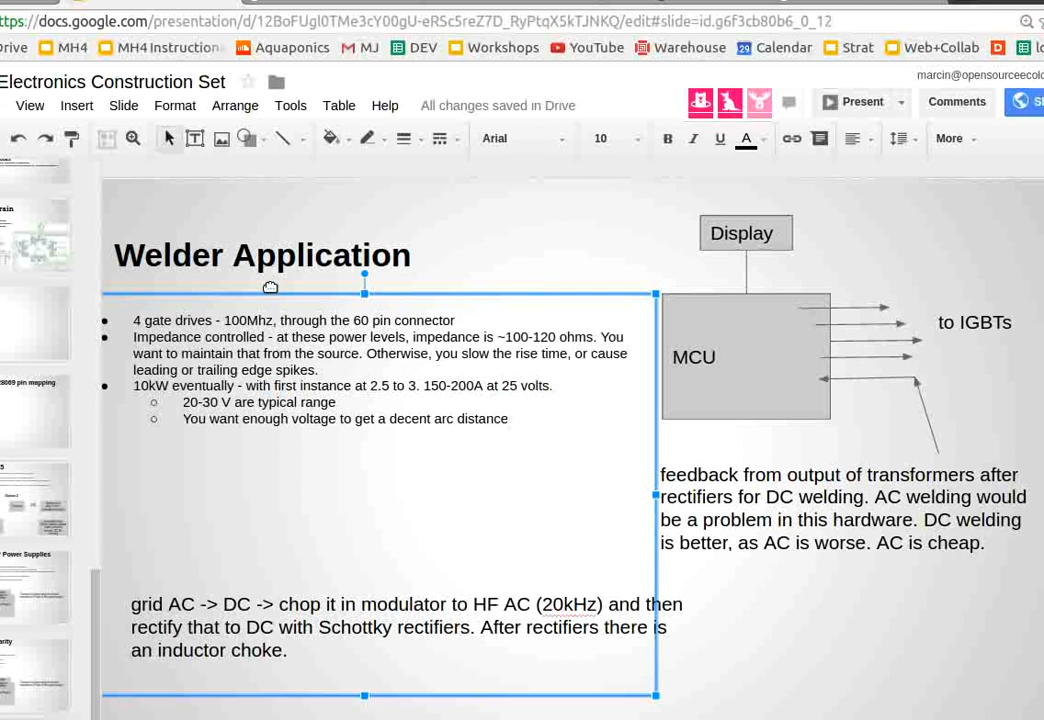 https://docs.google.com/presentation/d/12BoFUgl0TMe3cY00gU-eRSc5reZ7D_RyPtqX5kTJNKQ/edit#slide=id.g6f3cb80b6_0_12
Drive MH4 MH4 Instruction Aquaponics MJ DEV Workshops YouTube Warehouse 29 Calendar Strat Web+Collab
Electronics Construction Set
marcin@opensourceecolo
View Insert Slide Format Arrange Tools Table Help All changes saved in Drive
Present Comments
Arial 10 B I U A More
Welder Application
4 gate drives - 100Mhz, through the 60 pin connector
Impedance controlled - at these power levels, impedance is ~100-120 ohms. You
want to maintain that from the source. Otherwise, you slow the rise time, or cause
leading or trailing edge spikes.
10kW eventually - with first instance at 2.5 to 3. 150-200A at 25 volts.
20-30 V are typical range
You want enough voltage to get a decent arc distance
grid AC -> DC -> chop it in modulator to HF AC (20kHz) and then
rectify that to DC with Schottky rectifiers. After rectifiers there is
an inductor choke.
Display
MCU
to IGBTs
feedback from output of transformers after
rectifiers for DC welding. AC welding would
be a problem in this hardware. DC welding
is better, as AC is worse. AC is cheap.
rain
28069 pin mapping
Power Supplies
arity